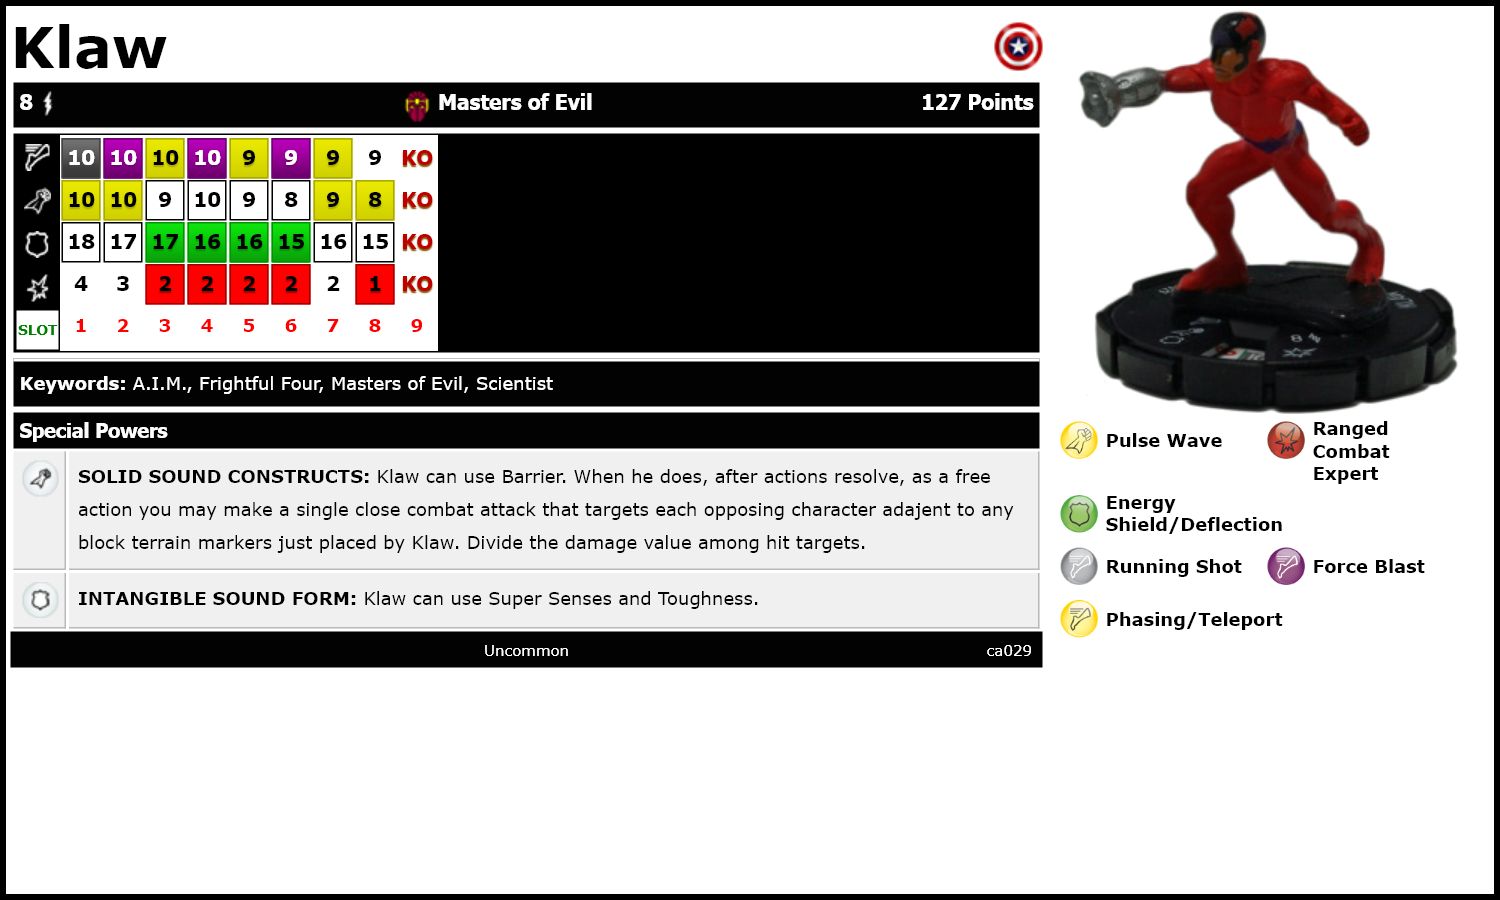 Klaw
8 Masters of Evil 127 Points
10 10 10 10 9 9 9 9 KO
10 10 9 10 9 8 9 8 KO
18 17 17 16 16 15 16 15 KO
4 3 2 2 2 2 2 1 KO
SLOT 1 2 3 4 5 6 7 8 9
Keywords: A.I.M., Frightful Four, Masters of Evil, Scientist
Special Powers
SOLID SOUND CONSTRUCTS: Klaw can use Barrier. When he does, after actions resolve, as a free
action you may make a single close combat attack that targets each opposing character adajent to any
block terrain markers just placed by Klaw. Divide the damage value among hit targets.
INTANGIBLE SOUND FORM: Klaw can use Super Senses and Toughness.
Uncommon ca029
Pulse Wave
Ranged
Combat
Expert
Energy
Shield/Deflection
Running Shot
Force Blast
Phasing/Teleport